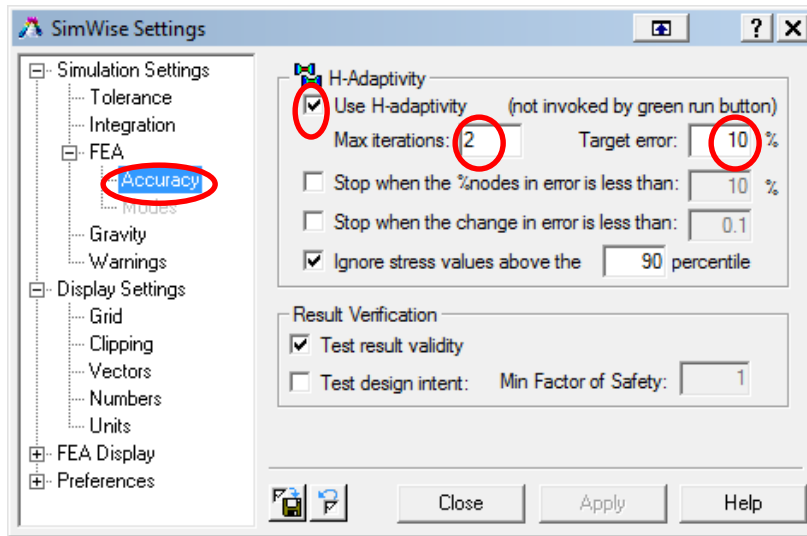 SimWise Settings
Simulation Settings
Tolerance
Integration
FEA
Accuracy
Modes
Gravity
Warnings
Display Settings
Grid
Clipping
Vectors
Numbers
Units
FEA Display
Preferences
H-Adaptivity
Use H-adaptivity (not invoked by green run button)
Max iterations: 2 Target error: 10 %
Stop when the %nodes in error is less than: 10 %
Stop when the change in error is less than: 0.1
Ignore stress values above the 90 percentile
Result Verification
Test result validity
Test design intent: Min Factor of Safety: 1
Close Apply Help